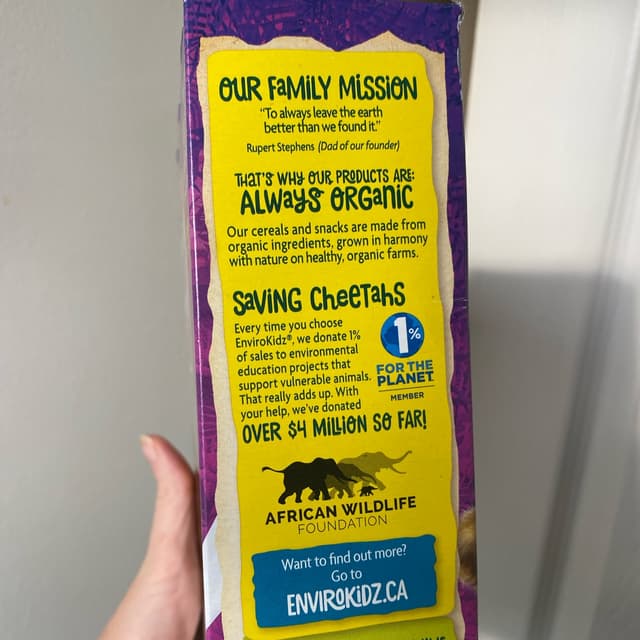 OUR FaMILY MiSSION
"To always leave the earth
better than we found it."
Rupert Stephens (Dad of our founder)
THAT'S WHY OUR PRODUCTS ARE:
ALWayS ORGaniC
Our cereals and snacks are made from
organic ingredients, grown in harmony
with nature on healthy, organic farms.
SaViNG CheeTaHS
Every time you choose
EnviroKidz®, we donate 1%
of sales to environmental
education projects that
support vulnerable animals.
That really adds up. With
your help, we've donated
OVER $4 MILLION SO FAR!
1%
FOR THE
PLANET
MEMBER
AFRICAN WILDLIFE
FOUNDATION
Want to find out more?
Go to
ENVIROKiDZ.CA